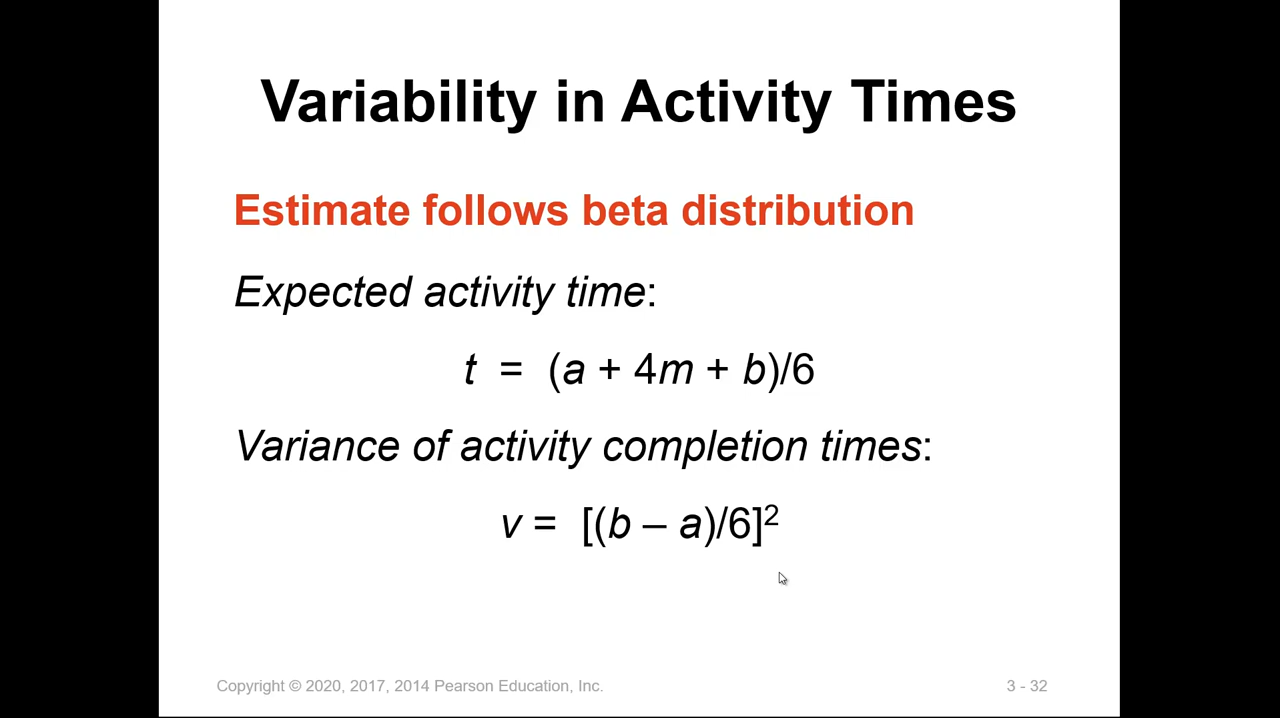 Variability in Activity Times
Estimate follows beta distribution
Expected activity time:
t = (a + 4m + b)/6
Variance of activity completion times:
v = [(b – a)/6]²
Copyright © 2020, 2017, 2014 Pearson Education, Inc.
3 - 32